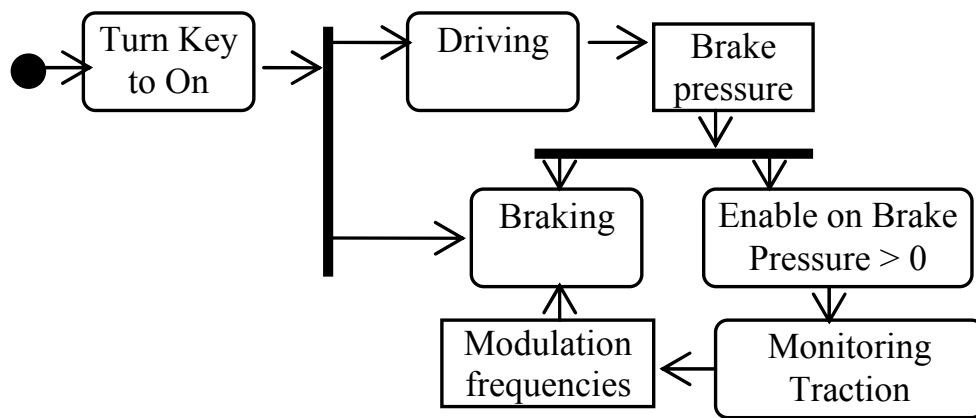 Turn Key
to On
Driving
Brake
pressure
Braking
Enable on Brake
Pressure > 0
Modulation
frequencies
Monitoring
Traction